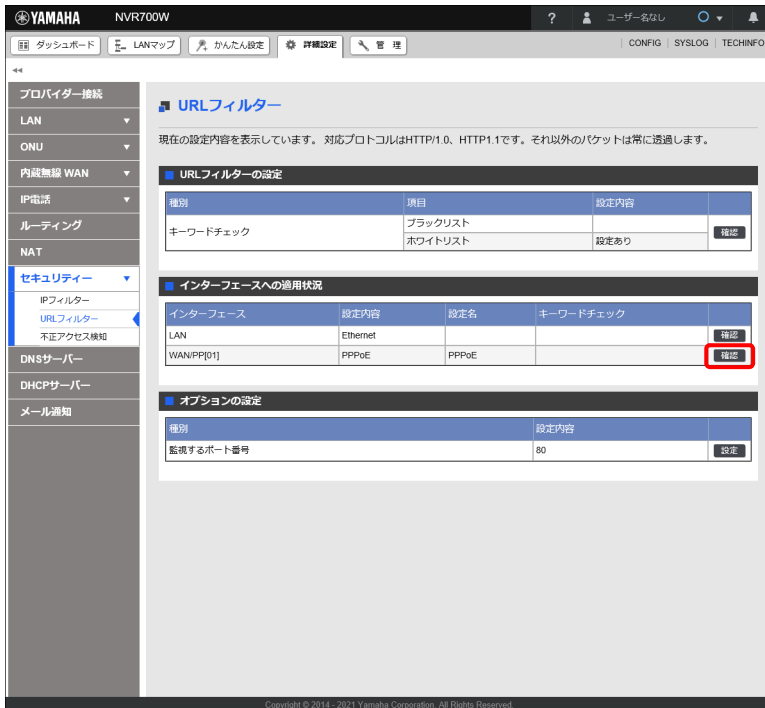 YAMAHA NVR700W ? ユーザー名なし
ダッシュボード LANマップ かんたん設定 詳細設定 管 理 CONFIG SYSLOG TECHINFO
プロバイダー接続
LAN
ONU
内蔵無線 WAN
IP電話
ルーティング
NAT
セキュリティー
IPフィルター
URLフィルター
不正アクセス検知
DNSサーバー
DHCPサーバー
メール通知
URLフィルター
現在の設定内容を表示しています。 対応プロトコルはHTTP/1.0、HTTP1.1です。それ以外のパケットは常に透過します。
URLフィルターの設定
種別 項目 設定内容
キーワードチェック ブラックリスト 確認
ホワイトリスト 設定あり
インターフェースへの適用状況
インターフェース 設定内容 設定名 キーワードチェック
LAN Ethernet 確認
WAN/PP[01] PPPoE PPPoE 確認
オプションの設定
種別 設定内容
監視するポート番号 80 設定
Copyright © 2014 - 2021 Yamaha Corporation. All Rights Reserved.